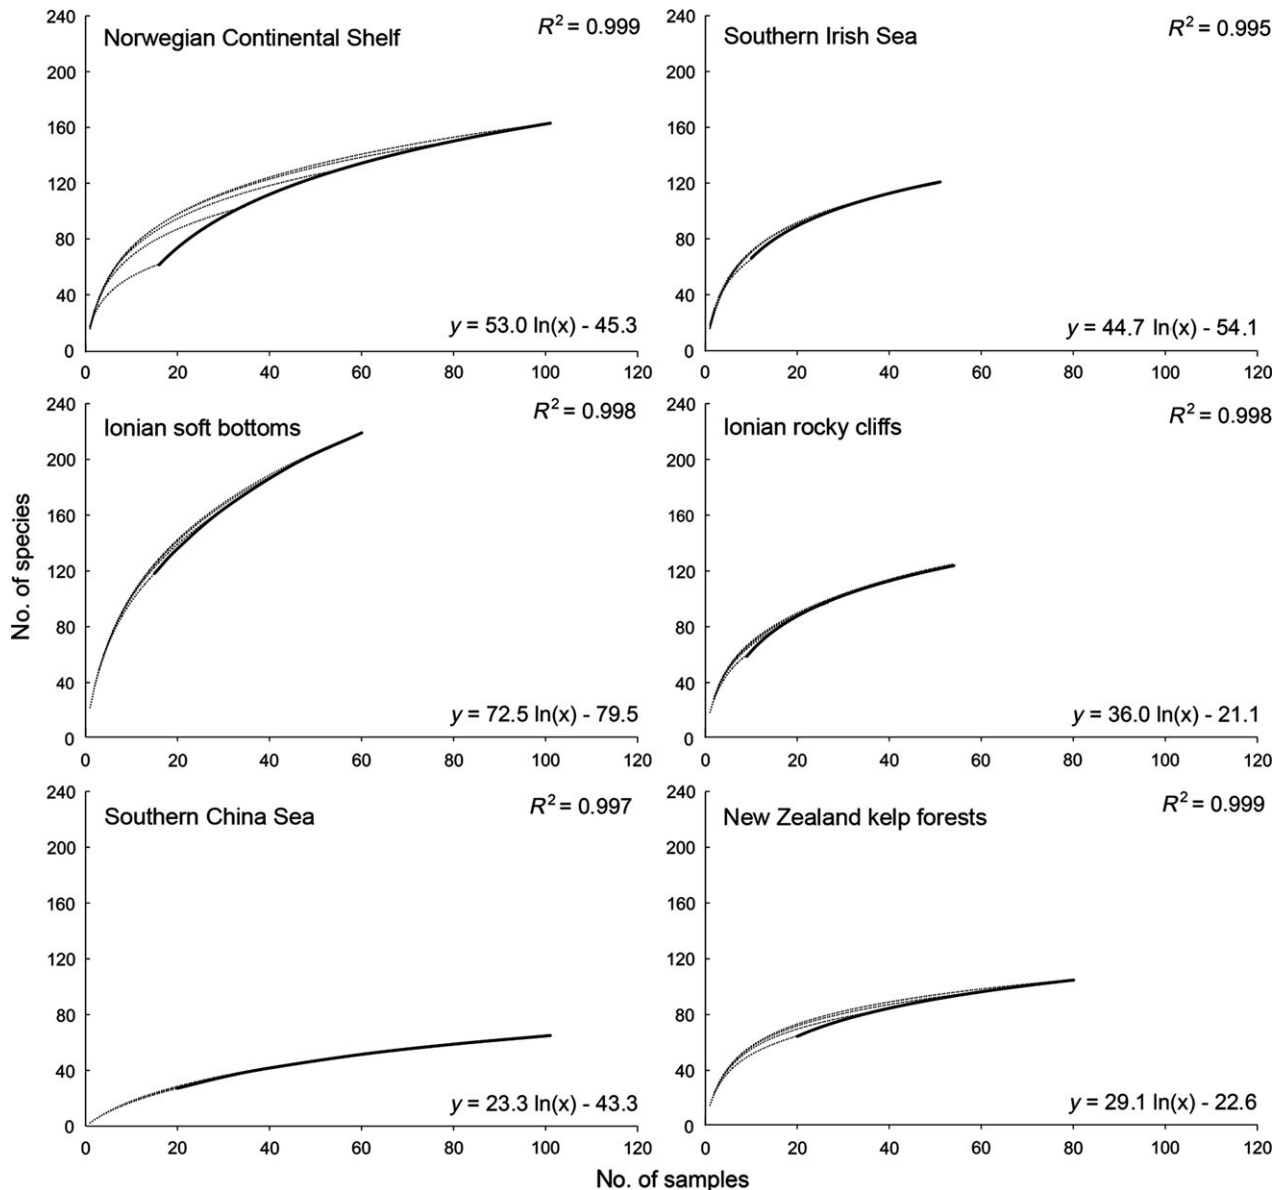 Norwegian Continental Shelf
R² = 0.999
240
200
160
120
80
40
0
0 20 40 60 80 100 120
y = 53.0 ln(x) - 45.3
Southern Irish Sea
R² = 0.995
240
200
160
120
80
40
0
0 20 40 60 80 100 120
y = 44.7 ln(x) - 54.1
Ionian soft bottoms
R² = 0.998
240
200
160
120
80
40
0
0 20 40 60 80 100 120
y = 72.5 ln(x) - 79.5
Ionian rocky cliffs
R² = 0.998
240
200
160
120
80
40
0
0 20 40 60 80 100 120
y = 36.0 ln(x) - 21.1
No. of species
Southern China Sea
R² = 0.997
240
200
160
120
80
40
0
0 20 40 60 80 100 120
y = 23.3 ln(x) - 43.3
New Zealand kelp forests
R² = 0.999
240
200
160
120
80
40
0
0 20 40 60 80 100 120
y = 29.1 ln(x) - 22.6
No. of samples